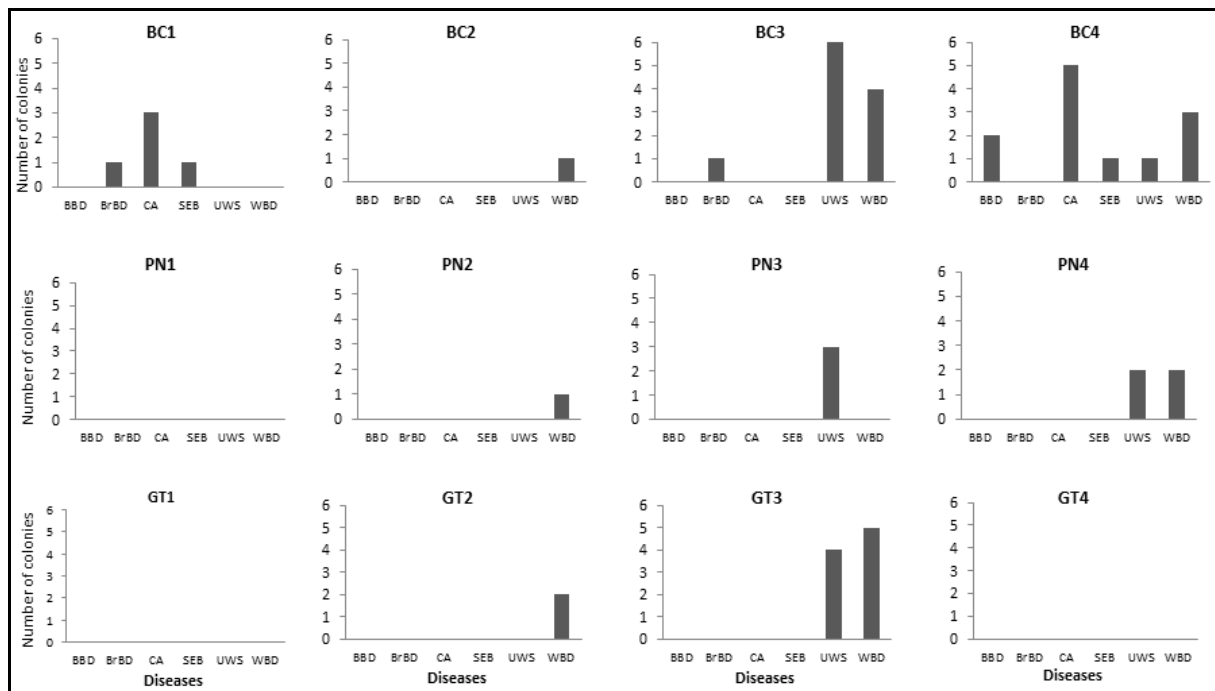 BC1
BC2
BC3
BC4
Number of colonies
6
5
4
3
2
1
0
BBD BrBD CA SEB UWS WBD
6
5
4
3
2
1
0
BBD BrBD CA SEB UWS WBD
6
5
4
3
2
1
0
BBD BrBD CA SEB UWS WBD
6
5
4
3
2
1
0
BBD BrBD CA SEB UWS WBD
PN1
PN2
PN3
PN4
Number of colonies
6
5
4
3
2
1
0
BBD BrBD CA SEB UWS WBD
6
5
4
3
2
1
0
BBD BrBD CA SEB UWS WBD
6
5
4
3
2
1
0
BBD BrBD CA SEB UWS WBD
6
5
4
3
2
1
0
BBD BrBD CA SEB UWS WBD
GT1
GT2
GT3
GT4
Number of colonies
6
5
4
3
2
1
0
BBD BrBD CA SEB UWS WBD
Diseases
6
5
4
3
2
1
0
BBD BrBD CA SEB UWS WBD
Diseases
6
5
4
3
2
1
0
BBD BrBD CA SEB UWS WBD
Diseases
6
5
4
3
2
1
0
BBD BrBD CA SEB UWS WBD
Diseases